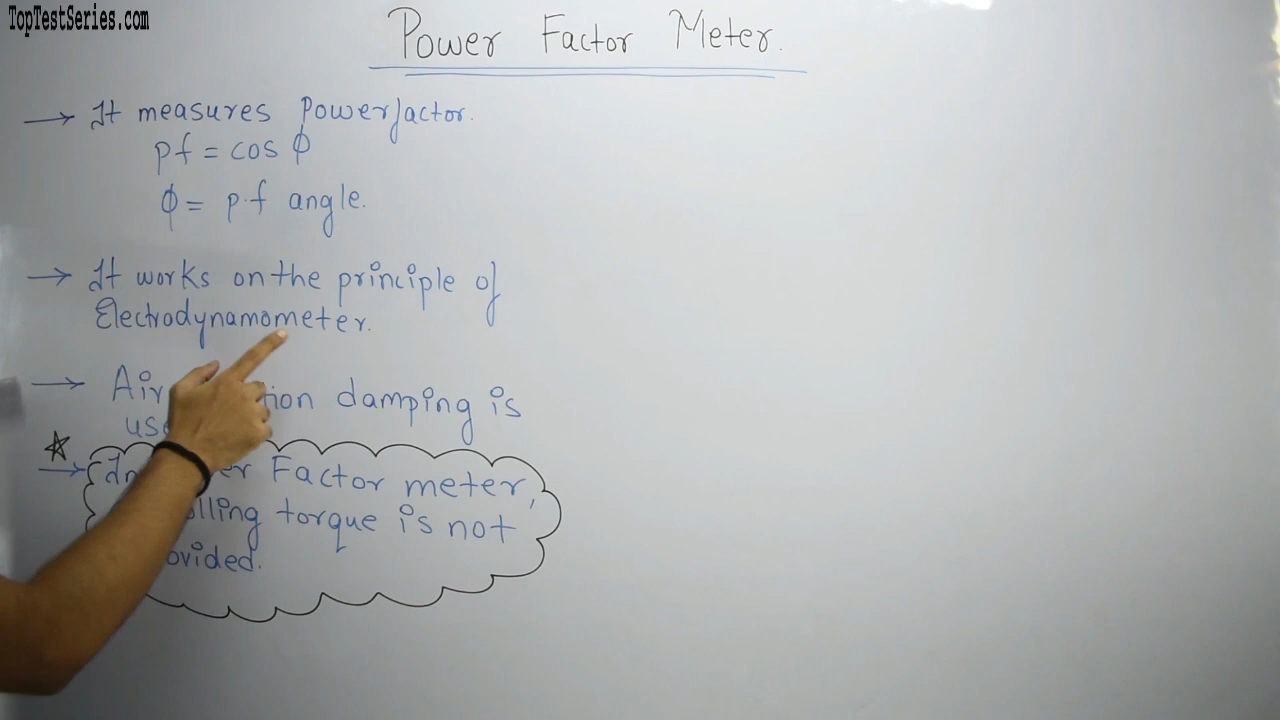 TopTestSeries.com
Power Factor Meter.
→ It measures Powerfactor.
pf = cos ϕ
ϕ = p.f angle.
→ It works on the principle of
Electrodynamometer.
→ Air damping is
☆
→ In Factor meter,
torque is not